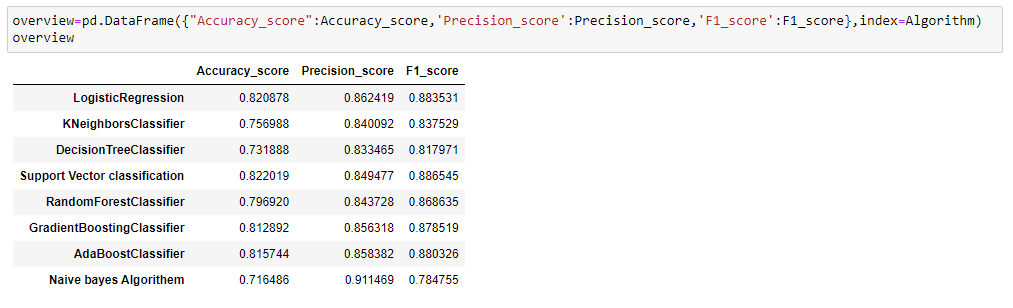 overview=pd.DataFrame({"Accuracy_score":Accuracy_score,'Precision_score':Precision_score,'F1_score':F1_score},index=Algorithm)
overview
Accuracy_score Precision_score F1_score
LogisticRegression 0.820878 0.862419 0.883531
KNeighborsClassifier 0.756988 0.840092 0.837529
DecisionTreeClassifier 0.731888 0.833465 0.817971
Support Vector classification 0.822019 0.849477 0.886545
RandomForestClassifier 0.796920 0.843728 0.868635
GradientBoostingClassifier 0.812892 0.856318 0.878519
AdaBoostClassifier 0.815744 0.858382 0.880326
Naive bayes Algorithem 0.716486 0.911469 0.784755